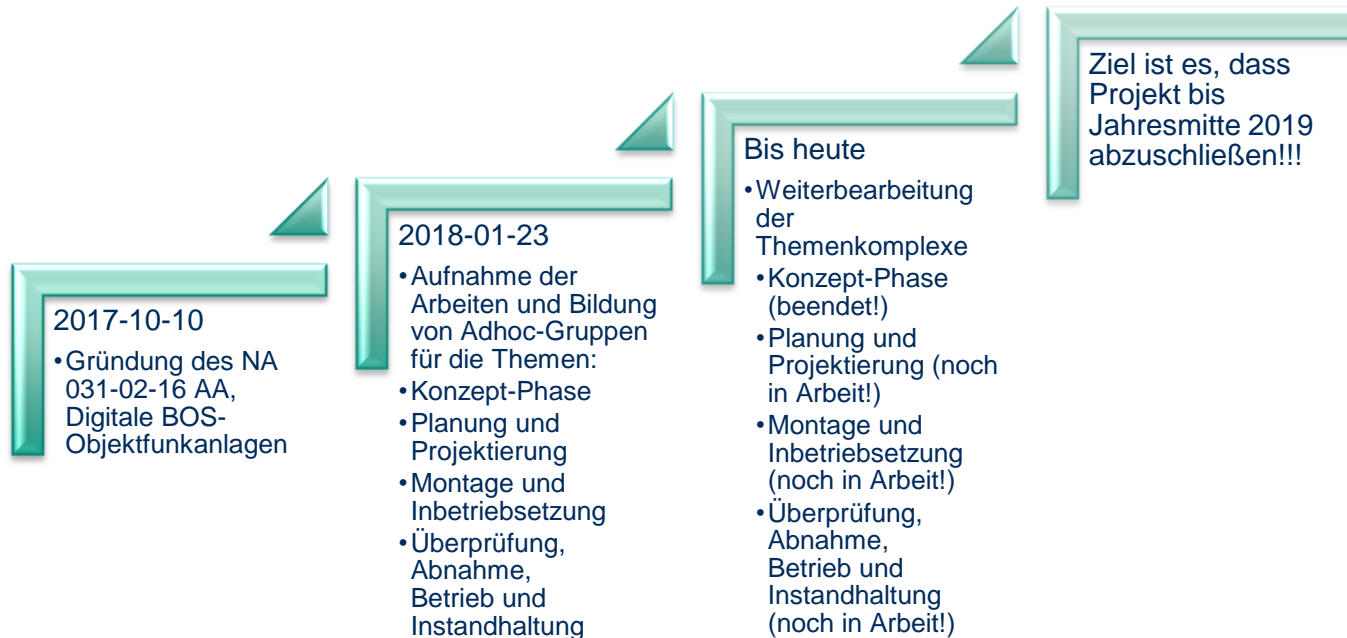 2017-10-10
•Gründung des NA
031-02-16 AA,
Digitale BOS-
Objektfunkanlagen
2018-01-23
•Aufnahme der
Arbeiten und Bildung
von Adhoc-Gruppen
für die Themen:
•Konzept-Phase
•Planung und
Projektierung
•Montage und
Inbetriebsetzung
•Überprüfung,
Abnahme,
Betrieb und
Instandhaltung
Bis heute
•Weiterbearbeitung
der
Themenkomplexe
•Konzept-Phase
(beendet!)
•Planung und
Projektierung (noch
in Arbeit!)
•Montage und
Inbetriebsetzung
(noch in Arbeit!)
•Überprüfung,
Abnahme,
Betrieb und
Instandhaltung
(noch in Arbeit!)
Ziel ist es, dass
Projekt bis
Jahresmitte 2019
abzuschließen!!!